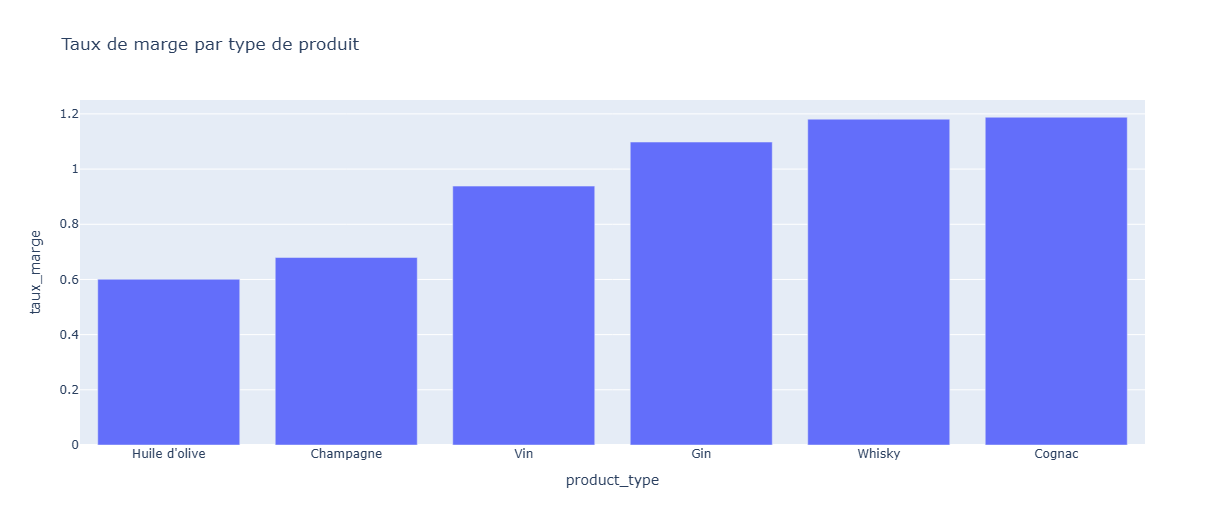 Taux de marge par type de produit
1.2
1
0.8
0.6
0.4
0.2
0
taux_marge
Huile d'olive
Champagne
Vin
Gin
Whisky
Cognac
product_type